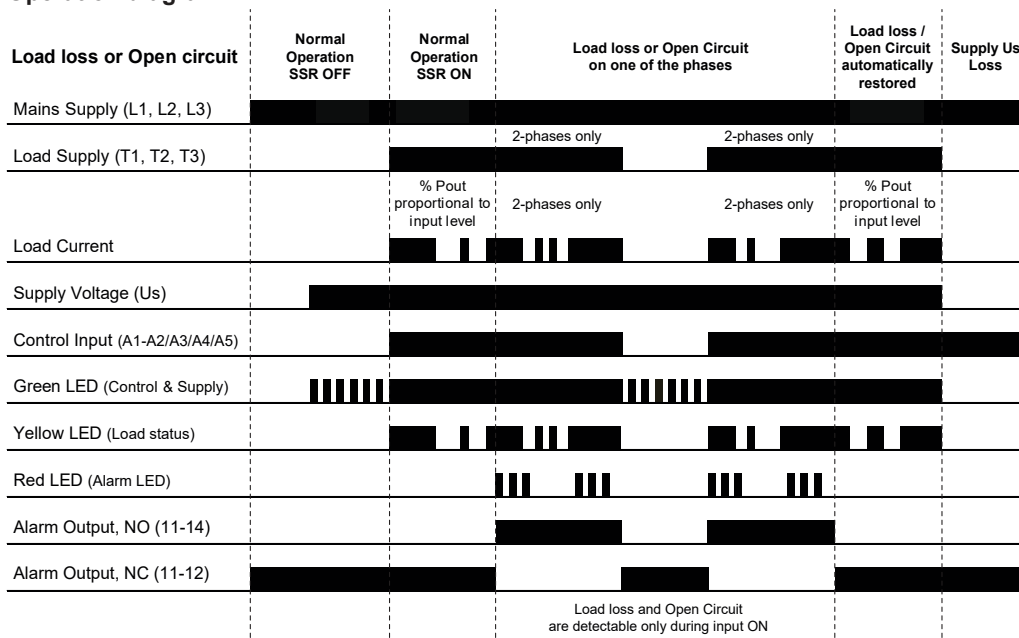 Load loss or Open circuit
Normal
Operation
SSR OFF
Normal
Operation
SSR ON
Load loss or Open Circuit
on one of the phases
Load loss /
Open Circuit
automatically
restored
Supply Us
Loss
Mains Supply (L1, L2, L3)
2-phases only
2-phases only
Load Supply (T1, T2, T3)
% Pout
proportional to
input level
2-phases only
2-phases only
% Pout
proportional to
input level
Load Current
Supply Voltage (Us)
Control Input (A1-A2/A3/A4/A5)
Green LED (Control & Supply)
Yellow LED (Load status)
Red LED (Alarm LED)
Alarm Output, NO (11-14)
Alarm Output, NC (11-12)
Load loss and Open Circuit
are detectable only during input ON